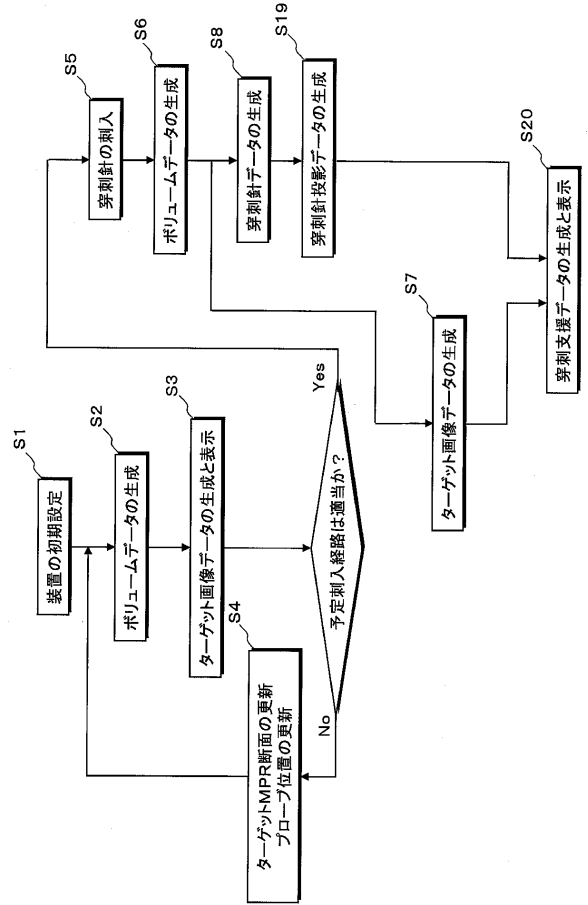 S1
装置の初期設定
S2
ボリュームデータの生成
S3
ターゲット画像データの生成と表示
予定刺入経路は適当か?
Yes
No
S4
ターゲットMPR断面の更新
プローブ位置の更新
S5
穿刺針の刺入
S6
ボリュームデータの生成
S8
穿刺針データの生成
S19
穿刺針投影データの生成
S7
ターゲット画像データの生成
S20
穿刺支援データの生成と表示